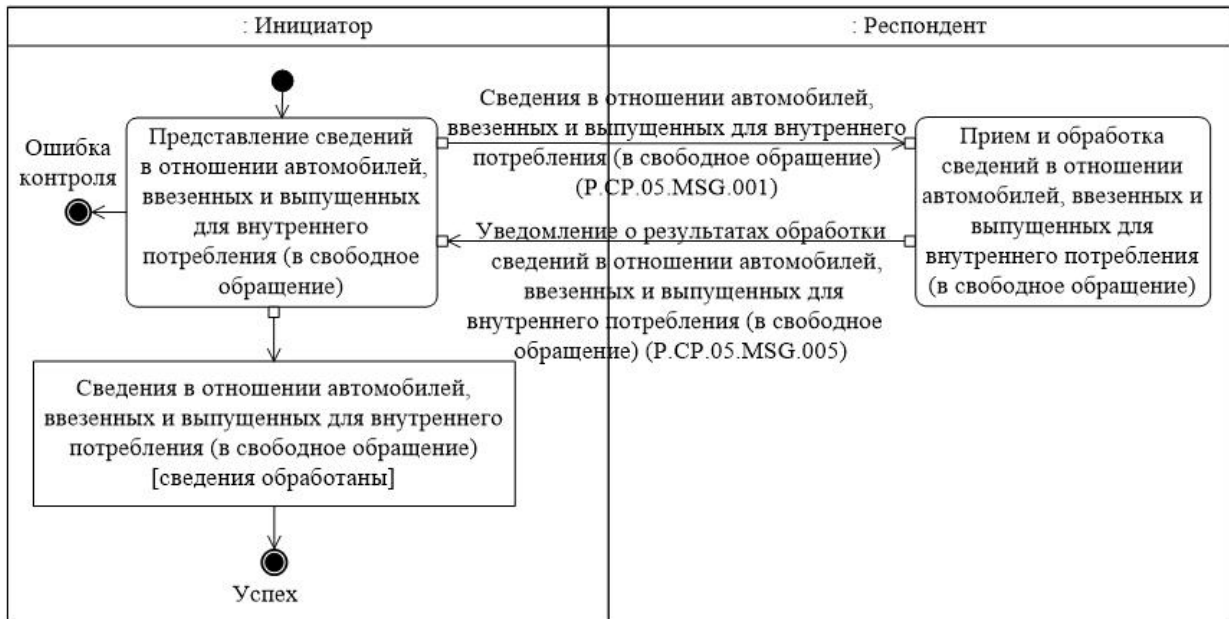 : Инициатор
: Респондент
Ошибка
контроля
Представление сведений
в отношении автомобилей,
ввезенных и выпущенных
для внутреннего
потребления (в свободное
обращение)
Сведения в отношении автомобилей,
ввезенных и выпущенных для внутреннего
потребления (в свободное обращение)
(P.CP.05.MSG.001)
Уведомление о результатах обработки
сведений в отношении автомобилей,
ввезенных и выпущенных для
внутреннего потребления (в свободное
обращение) (P.CP.05.MSG.005)
Прием и обработка
сведений в отношении
автомобилей, ввезенных и
выпущенных для
внутреннего потребления
(в свободное обращение)
Сведения в отношении автомобилей,
ввезенных и выпущенных для внутреннего
потребления (в свободное обращение)
[сведения обработаны]
Успех